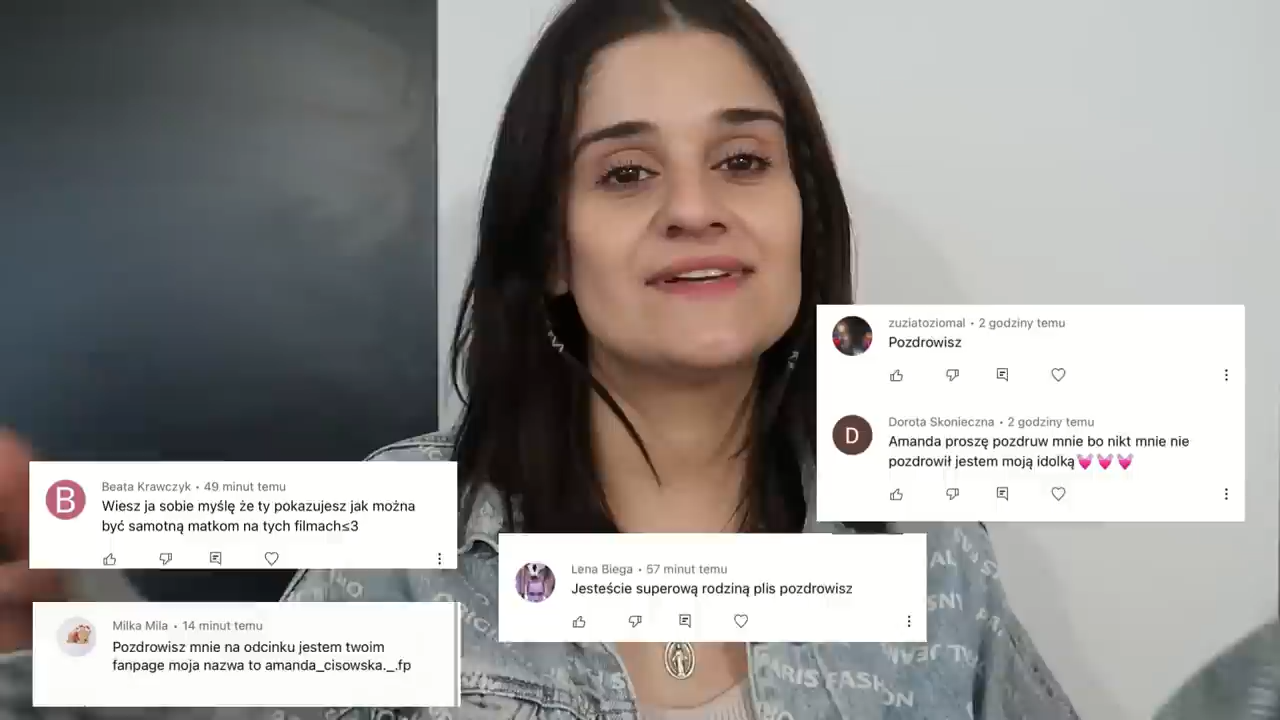 zuziatoziomal • 2 godziny temu
Pozdrowisz
D
Dorota Skonieczna • 2 godziny temu
Amanda proszę pozdruw mnie bo nikt mnie nie
pozdrowił jestem moją idolką💓💓💓
B
Beata Krawczyk • 49 minut temu
Wiesz ja sobie myślę że ty pokazujesz jak można
być samotną matkom na tych filmach≤3
Lena Biega • 57 minut temu
Jesteście superową rodziną plis pozdrowisz
Milka Mila • 14 minut temu
Pozdrowisz mnie na odcinku jestem twoim
fanpage moja nazwa to amanda_cisowska._.fp
PARIS FASH